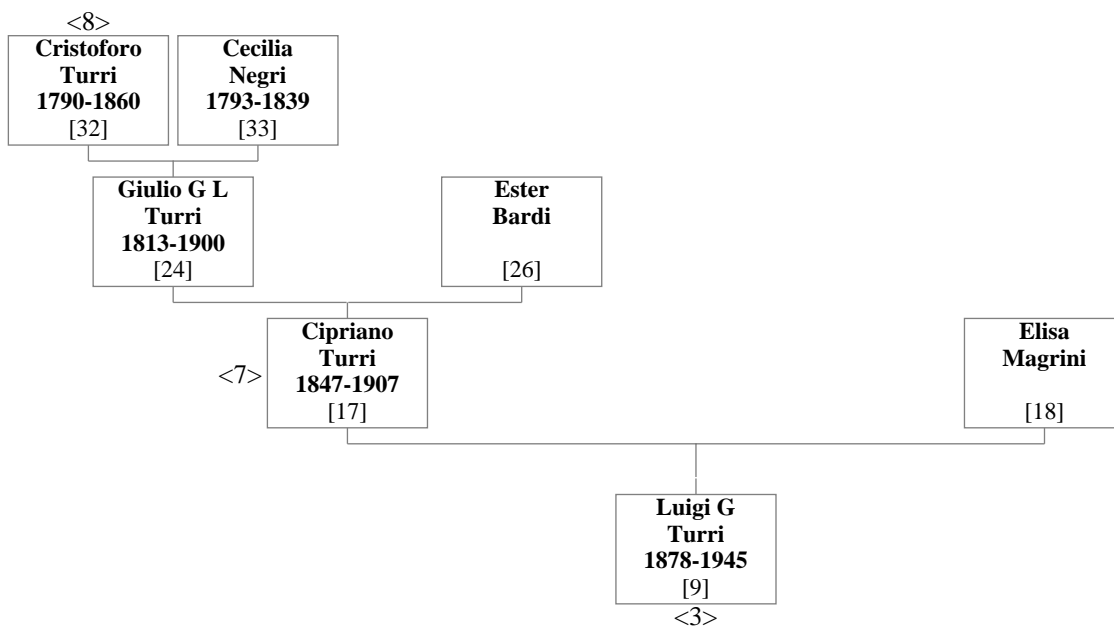 <8>
Cristoforo
Turri
1790-1860
[32]
Cecilia
Negri
1793-1839
[33]
Giulio G L
Turri
1813-1900
[24]
Ester
Bardi
[26]
<7>
Cipriano
Turri
1847-1907
[17]
Elisa
Magrini
[18]
Luigi G
Turri
1878-1945
[9]
<3>